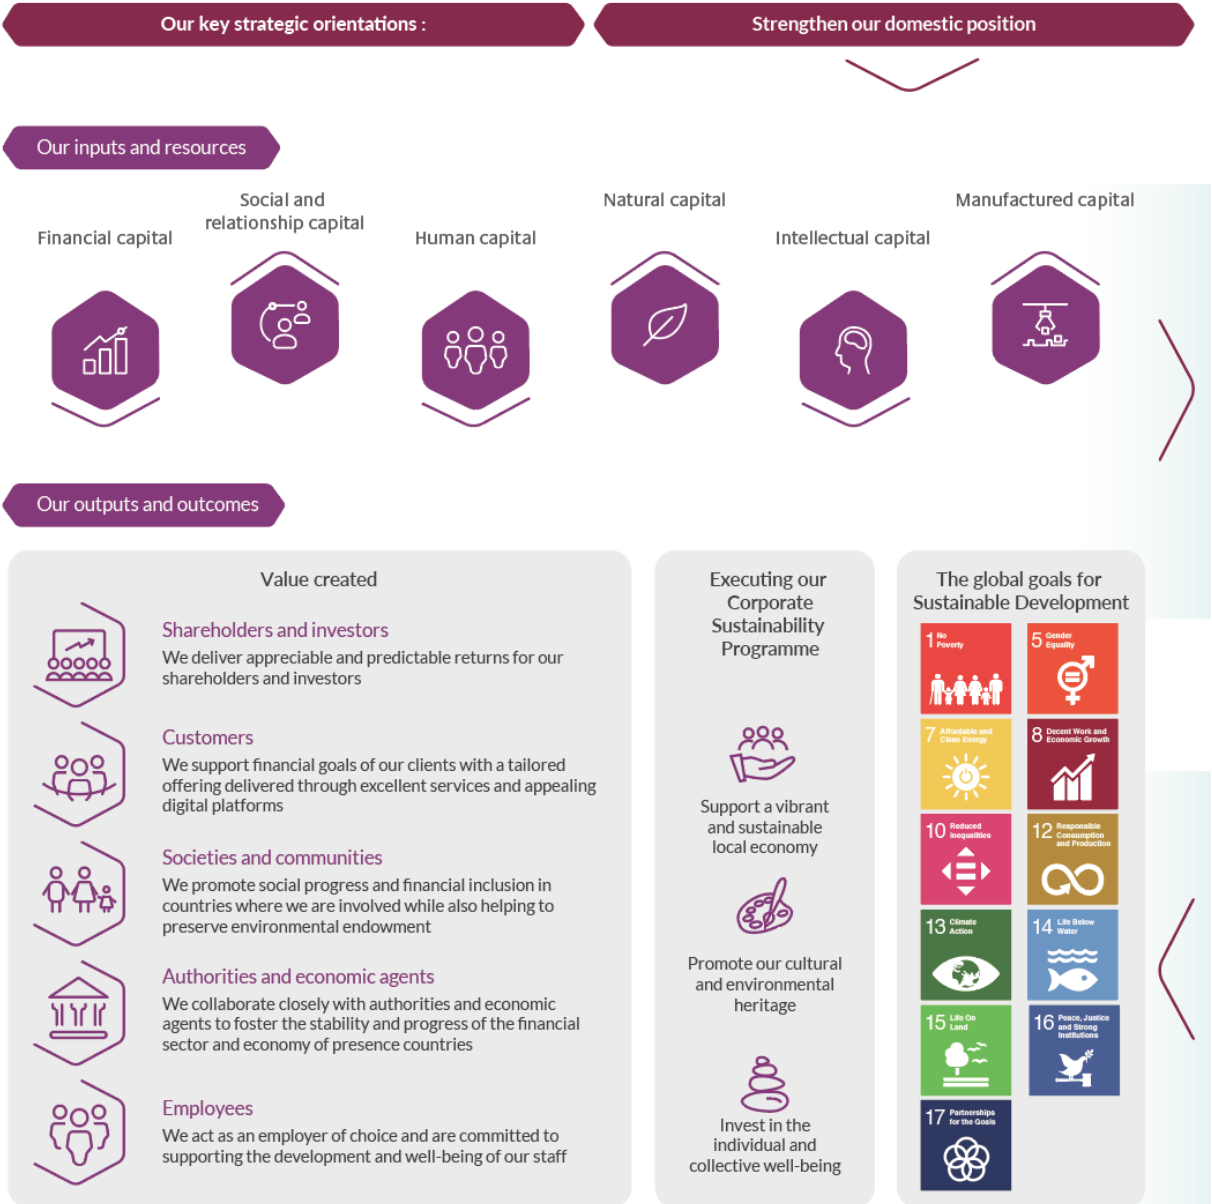 Our key strategic orientations :
Strengthen our domestic position
Our inputs and resources
Financial capital
Social and
relationship capital
Human capital
Natural capital
Intellectual capital
Manufactured capital
Our outputs and outcomes
Value created
Shareholders and investors
We deliver appreciable and predictable returns for our
shareholders and investors
Customers
We support financial goals of our clients with a tailored
offering delivered through excellent services and appealing
digital platforms
Societies and communities
We promote social progress and financial inclusion in
countries where we are involved while also helping to
preserve environmental endowment
Authorities and economic agents
We collaborate closely with authorities and economic
agents to foster the stability and progress of the financial
sector and economy of presence countries
Employees
We act as an employer of choice and are committed to
supporting the development and well-being of our staff
Executing our
Corporate
Sustainability
Programme
Support a vibrant
and sustainable
local economy
Promote our cultural
and environmental
heritage
Invest in the
individual and
collective well-being
The global goals for
Sustainable Development
1 No
Poverty
5 Gender
Equality
7 Affordable and
Clean Energy
8 Decent Work and
Economic Growth
10 Reduced
Inequalities
12 Responsible
Consumption
and Production
13 Climate
Action
14 Life Below
Water
15 Life On
Land
16 Peace, Justice
and Strong
Institutions
17 Partnerships
for the Goals